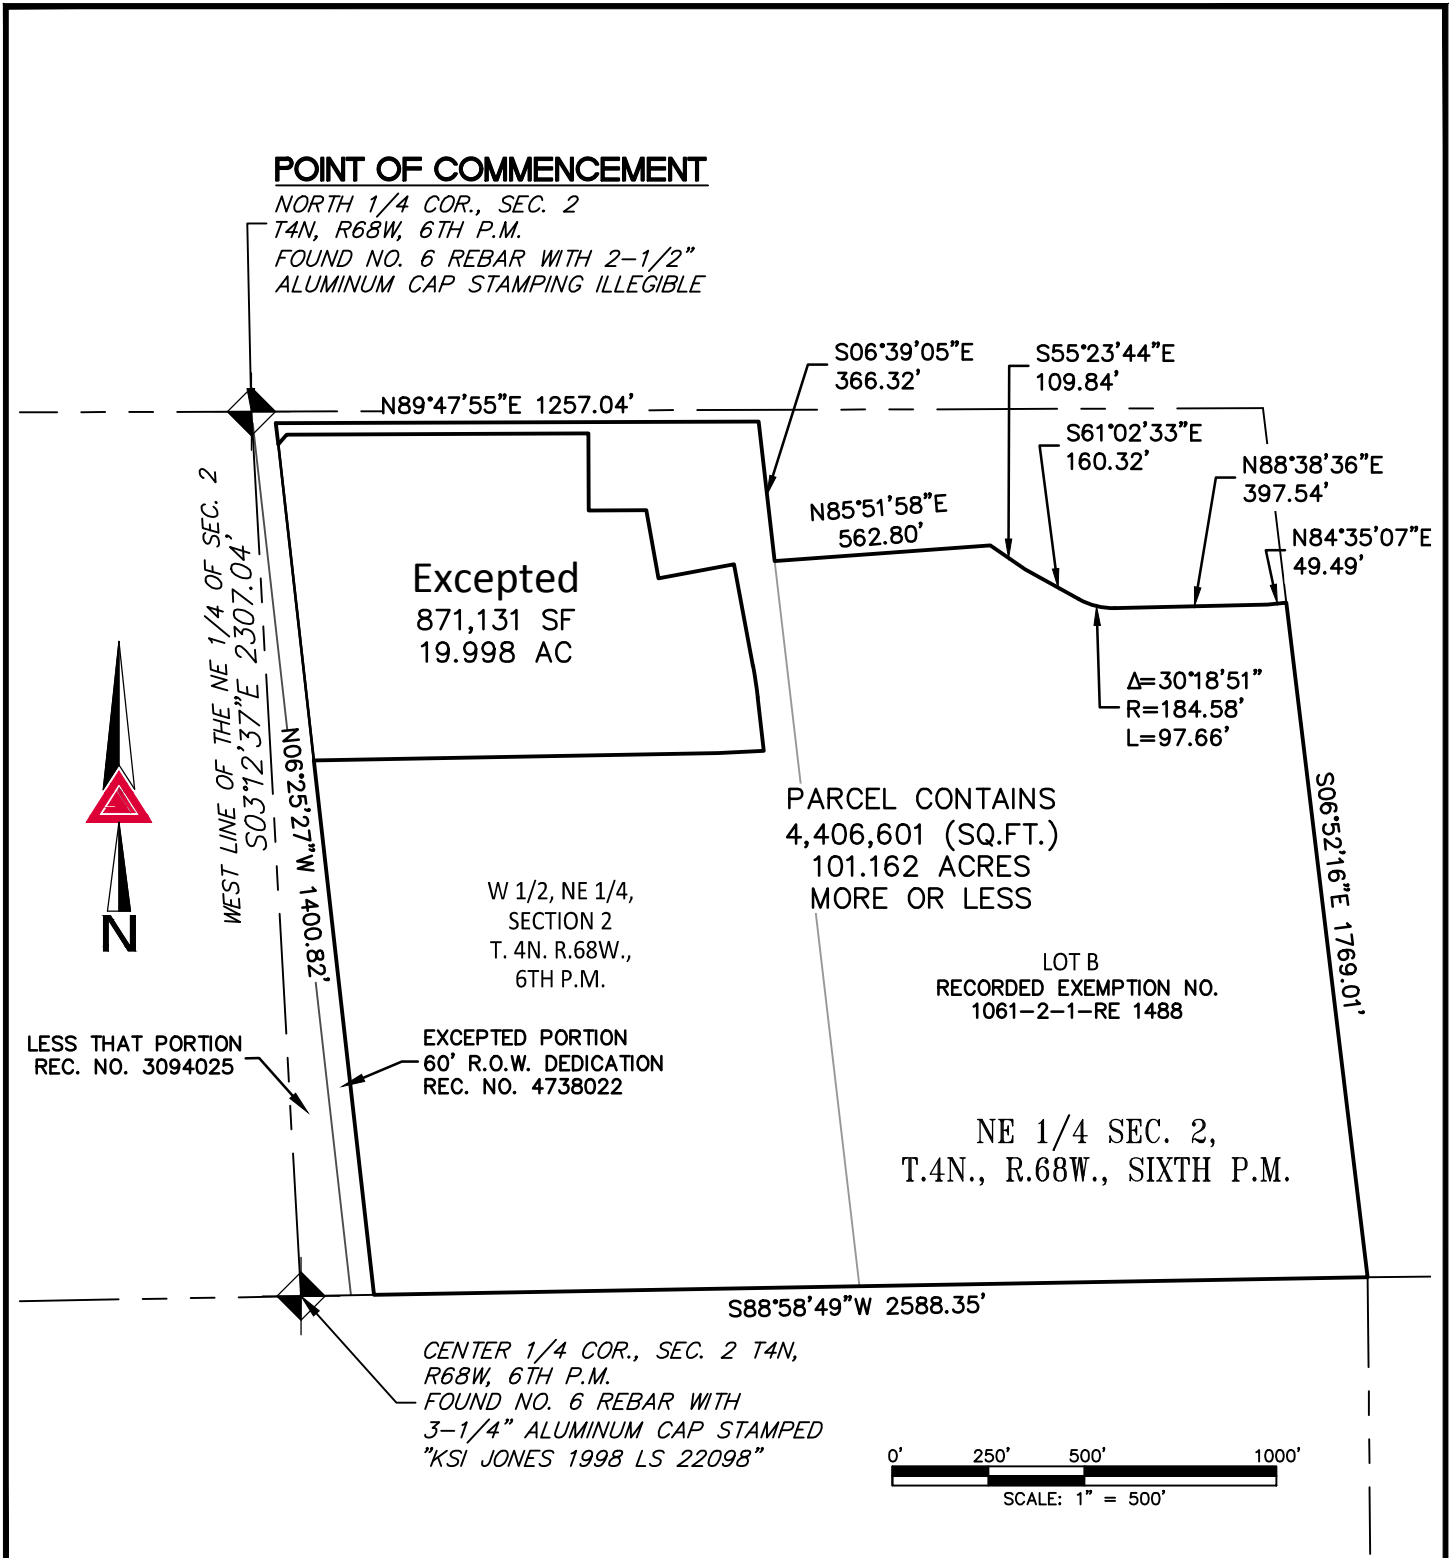 POINT OF COMMENCEMENT
NORTH 1/4 COR., SEC. 2
T4N, R68W, 6TH P.M.
FOUND NO. 6 REBAR WITH 2-1/2"
ALUMINUM CAP STAMPING ILLEGIBLE
S06°39'05"E
366.32'
S55°23'44"E
109.84'
N89°47'55"E 1257.04'
S61°02'33"E
160.32'
N88°38'36"E
397.54'
N85°51'58"E
562.80'
N84°35'07"E
49.49'
WEST LINE OF THE NE 1/4 OF SEC. 2
S03°12'37"E 2307.04'
Excepted
871,131 SF
19.998 AC
Δ=30°18'51"
R=184.58'
L=97.66'
N06°25'27"W 1400.82'
S06°52'16"E 1769.01'
PARCEL CONTAINS
4,406,601 (SQ.FT.)
101.162 ACRES
MORE OR LESS
N
W 1/2, NE 1/4,
SECTION 2
T. 4N. R.68W.,
6TH P.M.
LOT B
RECORDED EXEMPTION NO.
1061-2-1-RE 1488
LESS THAT PORTION
REC. NO. 3094025
EXCEPTED PORTION
60' R.O.W. DEDICATION
REC. NO. 4738022
NE 1/4 SEC. 2,
T.4N., R.68W., SIXTH P.M.
S88°58'49"W 2588.35'
CENTER 1/4 COR., SEC. 2 T4N,
R68W, 6TH P.M.
FOUND NO. 6 REBAR WITH
3-1/4" ALUMINUM CAP STAMPED
"KSI JONES 1998 LS 22098"
0' 250' 500' 1000'
SCALE: 1" = 500'